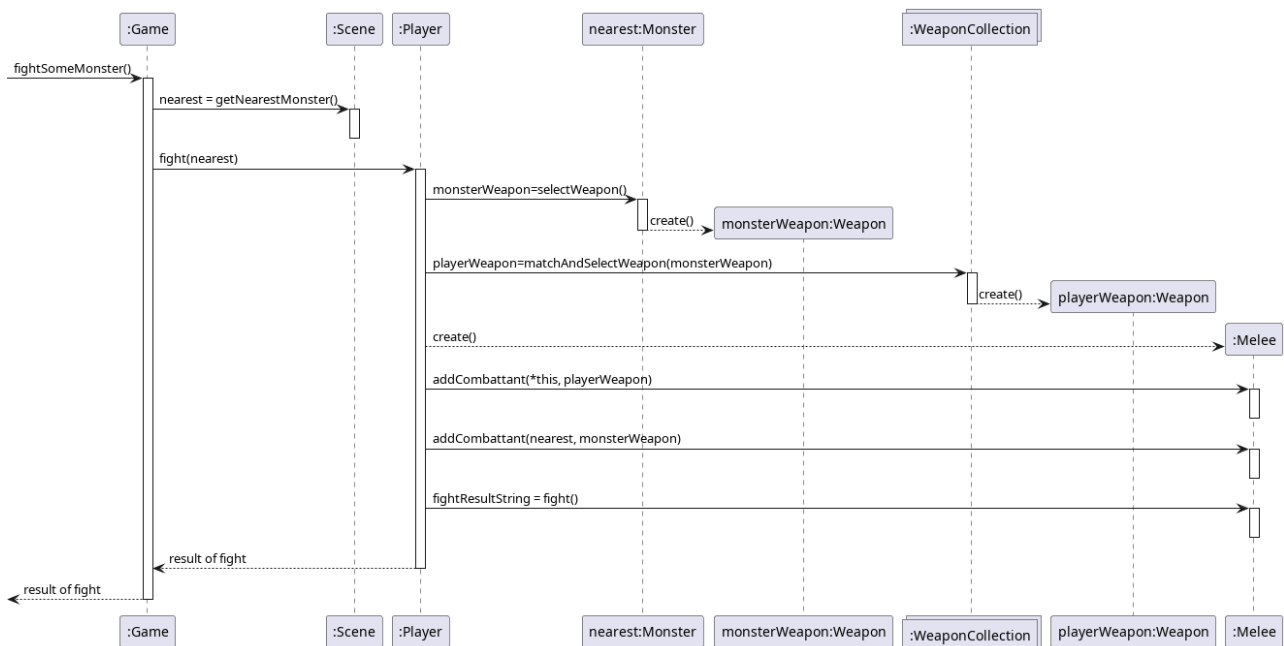 :Game
:Scene
:Player
nearest:Monster
:WeaponCollection
fightSomeMonster()
nearest = getNearestMonster()
fight(nearest)
monsterWeapon=selectWeapon()
create()
monsterWeapon:Weapon
playerWeapon=matchAndSelectWeapon(monsterWeapon)
create()
playerWeapon:Weapon
create()
:Melee
addCombattant(*this, playerWeapon)
addCombattant(nearest, monsterWeapon)
fightResultString = fight()
result of fight
result of fight
:Game
:Scene
:Player
nearest:Monster
monsterWeapon:Weapon
:WeaponCollection
playerWeapon:Weapon
:Melee